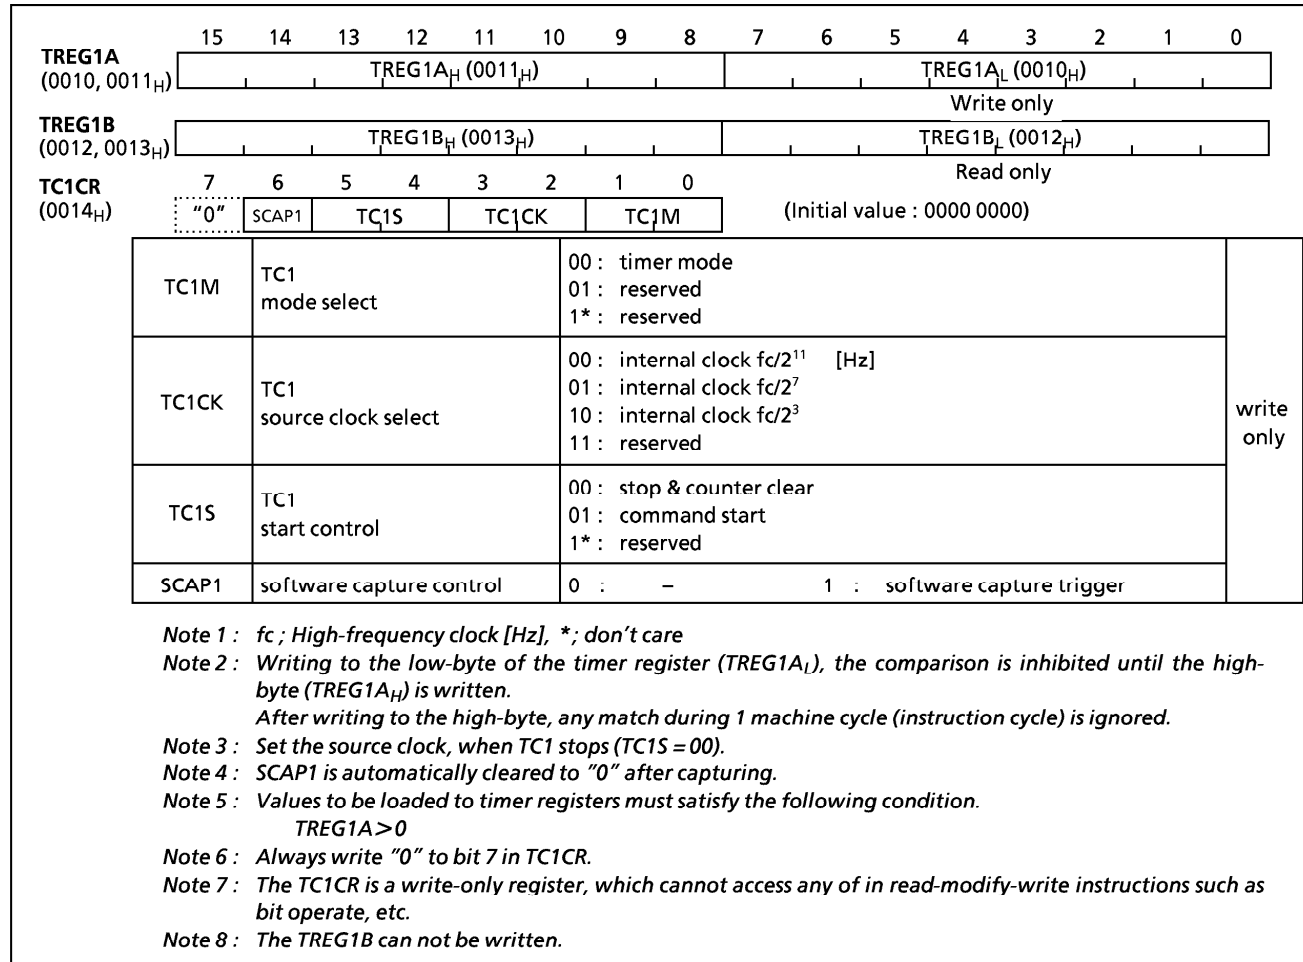 15 14 13 12 11 10 9 8 7 6 5 4 3 2 1 0
TREG1A
(0010, 0011H) TREG1AH (0011H) TREG1AL (0010H)
Write only
TREG1B
(0012, 0013H) TREG1BH (0013H) TREG1BL (0012H)
Read only
TC1CR 7 6 5 4 3 2 1 0
(0014H) "0" SCAP1 TC1S TC1CK TC1M (Initial value : 0000 0000)
TC1M TC1 mode select 00 : timer mode
01 : reserved
1* : reserved
TC1CK TC1 source clock select 00 : internal clock fc/2¹¹ [Hz]
01 : internal clock fc/2⁷
10 : internal clock fc/2³
11 : reserved
write only
TC1S TC1 start control 00 : stop & counter clear
01 : command start
1* : reserved
SCAP1 software capture control 0 : – 1 : software capture trigger
Note 1 : fc ; High-frequency clock [Hz], * ; don't care
Note 2 : Writing to the low-byte of the timer register (TREG1AL), the comparison is inhibited until the high-
byte (TREG1AH) is written.
After writing to the high-byte, any match during 1 machine cycle (instruction cycle) is ignored.
Note 3 : Set the source clock, when TC1 stops (TC1S = 00).
Note 4 : SCAP1 is automatically cleared to "0" after capturing.
Note 5 : Values to be loaded to timer registers must satisfy the following condition.
TREG1A>0
Note 6 : Always write "0" to bit 7 in TC1CR.
Note 7 : The TC1CR is a write-only register, which cannot access any of in read-modify-write instructions such as
bit operate, etc.
Note 8 : The TREG1B can not be written.